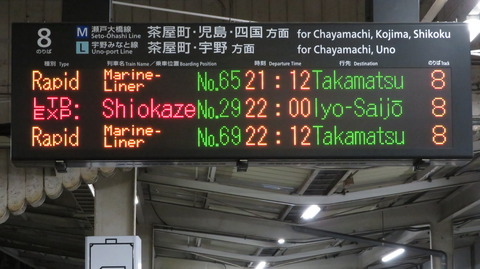 8
のりば
M 瀬戸大橋線
Seto-Ohashi Line
L 宇野みなと線
Uno-port Line
茶屋町・児島・四国 方面 for Chayamachi, Kojima, Shikoku
茶屋町・宇野 方面 for Chayamachi, Uno
種別 Type 列車名 Train Name / 乗車位置 Boarding Position 時刻 Departure Time 行先 Destination のりば Track
Rapid Marine-Liner No.65 21:12 Takamatsu 8
LTD. EXP. Shiokaze No.29 22:00 Iyo-Saijō 8
Rapid Marine-Liner No.69 22:12 Takamatsu 8